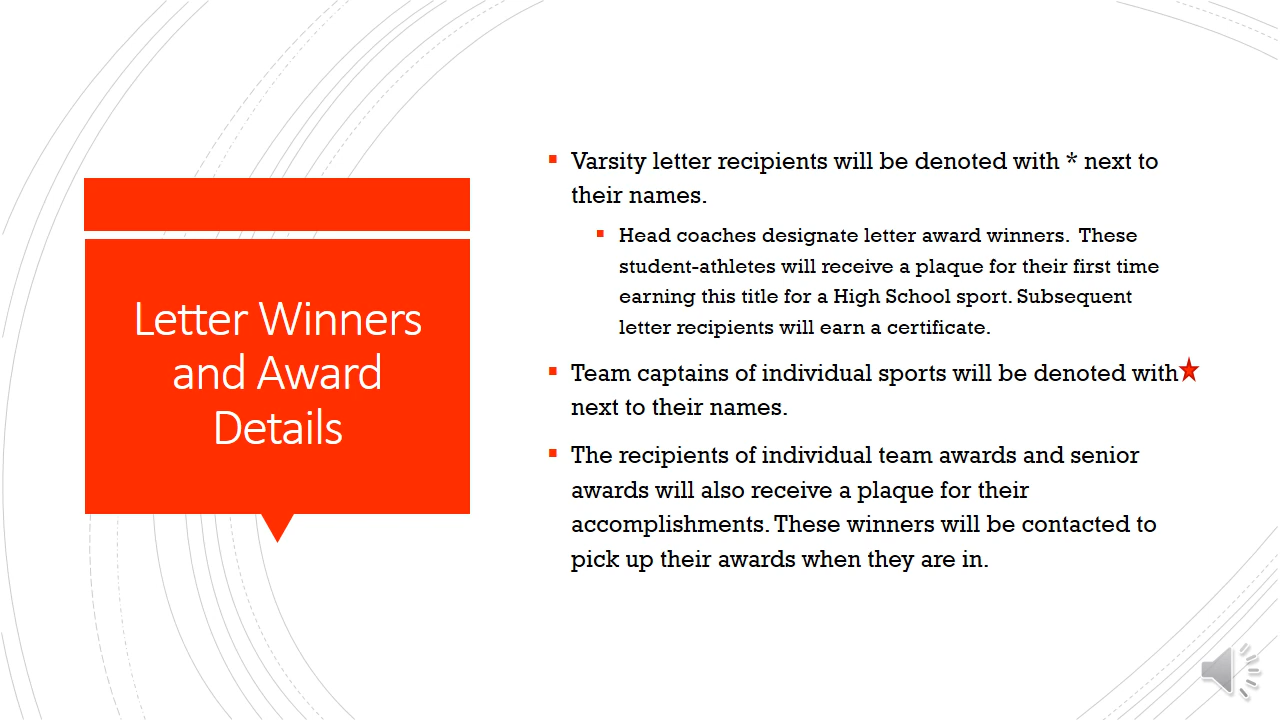 Letter Winners
and Award
Details
Varsity letter recipients will be denoted with * next to
their names.
Head coaches designate letter award winners.  These
student-athletes will receive a plaque for their first time
earning this title for a High School sport. Subsequent
letter recipients will earn a certificate.
Team captains of individual sports will be denoted with
next to their names.
The recipients of individual team awards and senior
awards will also receive a plaque for their
accomplishments. These winners will be contacted to
pick up their awards when they are in.